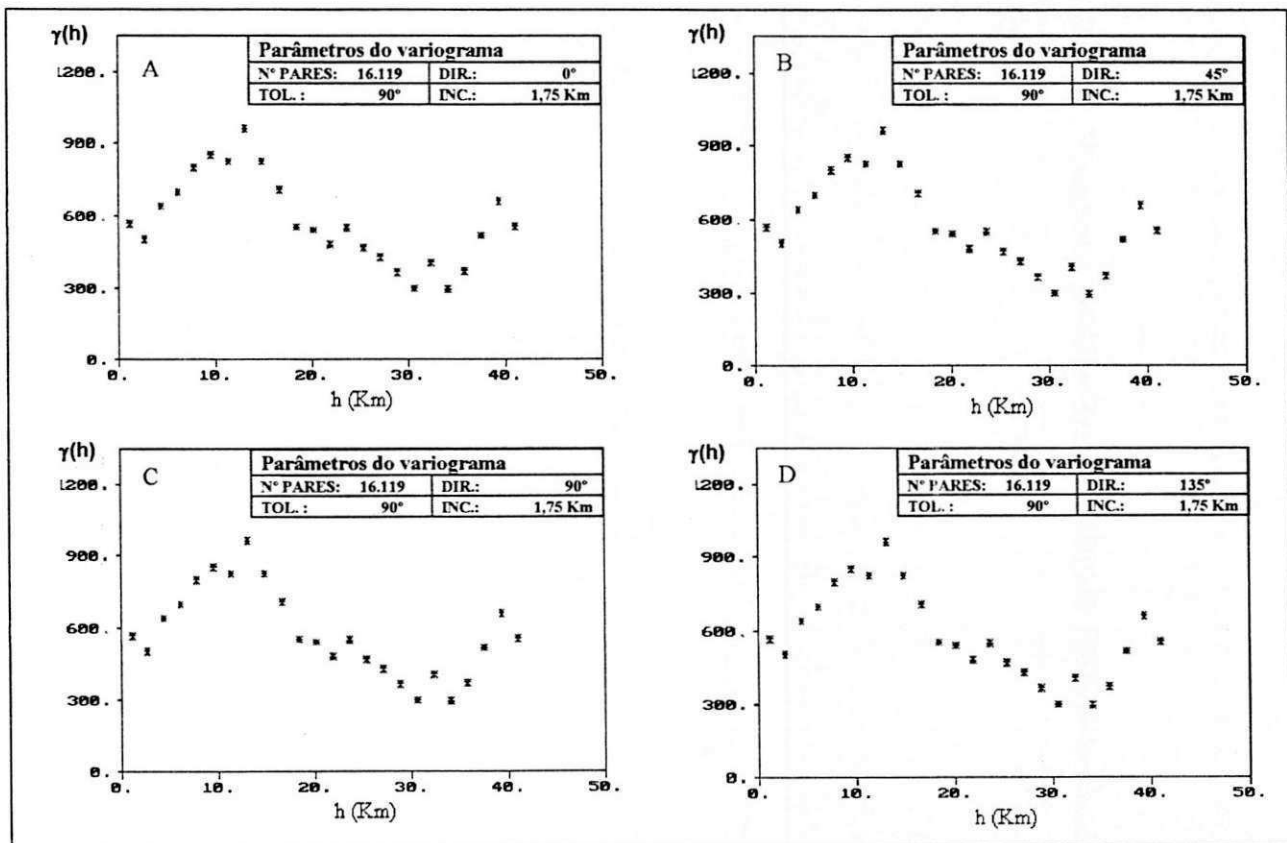 γ(h)
A
Parâmetros do variograma
Nº PARES: 16.119 DIR.: 0°
TOL. : 90° INC.: 1,75 Km
1200.
900.
600.
300.
0.
0. 10. 20. 30. 40. 50.
h (Km)
γ(h)
B
Parâmetros do variograma
Nº PARES: 16.119 DIR.: 45°
TOL. : 90° INC.: 1,75 Km
1200.
900.
600.
300.
0.
0. 10. 20. 30. 40. 50.
h (Km)
γ(h)
C
Parâmetros do variograma
Nº PARES: 16.119 DIR.: 90°
TOL. : 90° INC.: 1,75 Km
1200.
900.
600.
300.
0.
0. 10. 20. 30. 40. 50.
h (Km)
γ(h)
D
Parâmetros do variograma
Nº PARES: 16.119 DIR.: 135°
TOL. : 90° INC.: 1,75 Km
1200.
900.
600.
300.
0.
0. 10. 20. 30. 40. 50.
h (Km)